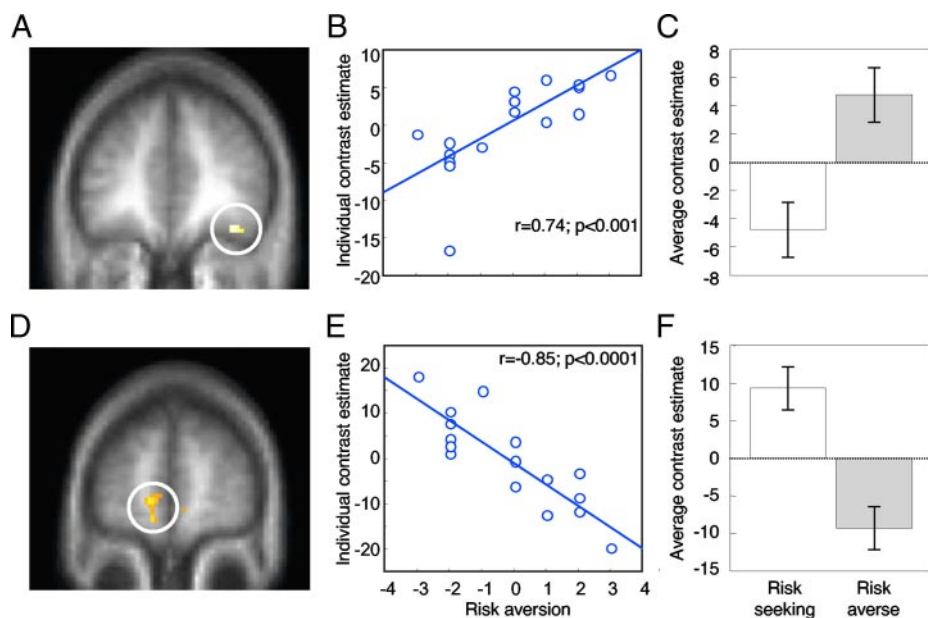 A
B
Individual contrast estimate
10
5
0
-5
-10
-15
-20
r=0.74; p<0.001
C
Average contrast estimate
8
6
4
2
0
-2
-4
-6
-8
D
E
Individual contrast estimate
20
10
0
-10
-20
r=-0.85; p<0.0001
-4 -3 -2 -1 0 1 2 3 4
Risk aversion
F
Average contrast estimate
15
10
5
0
-5
-10
-15
Risk seeking
Risk averse